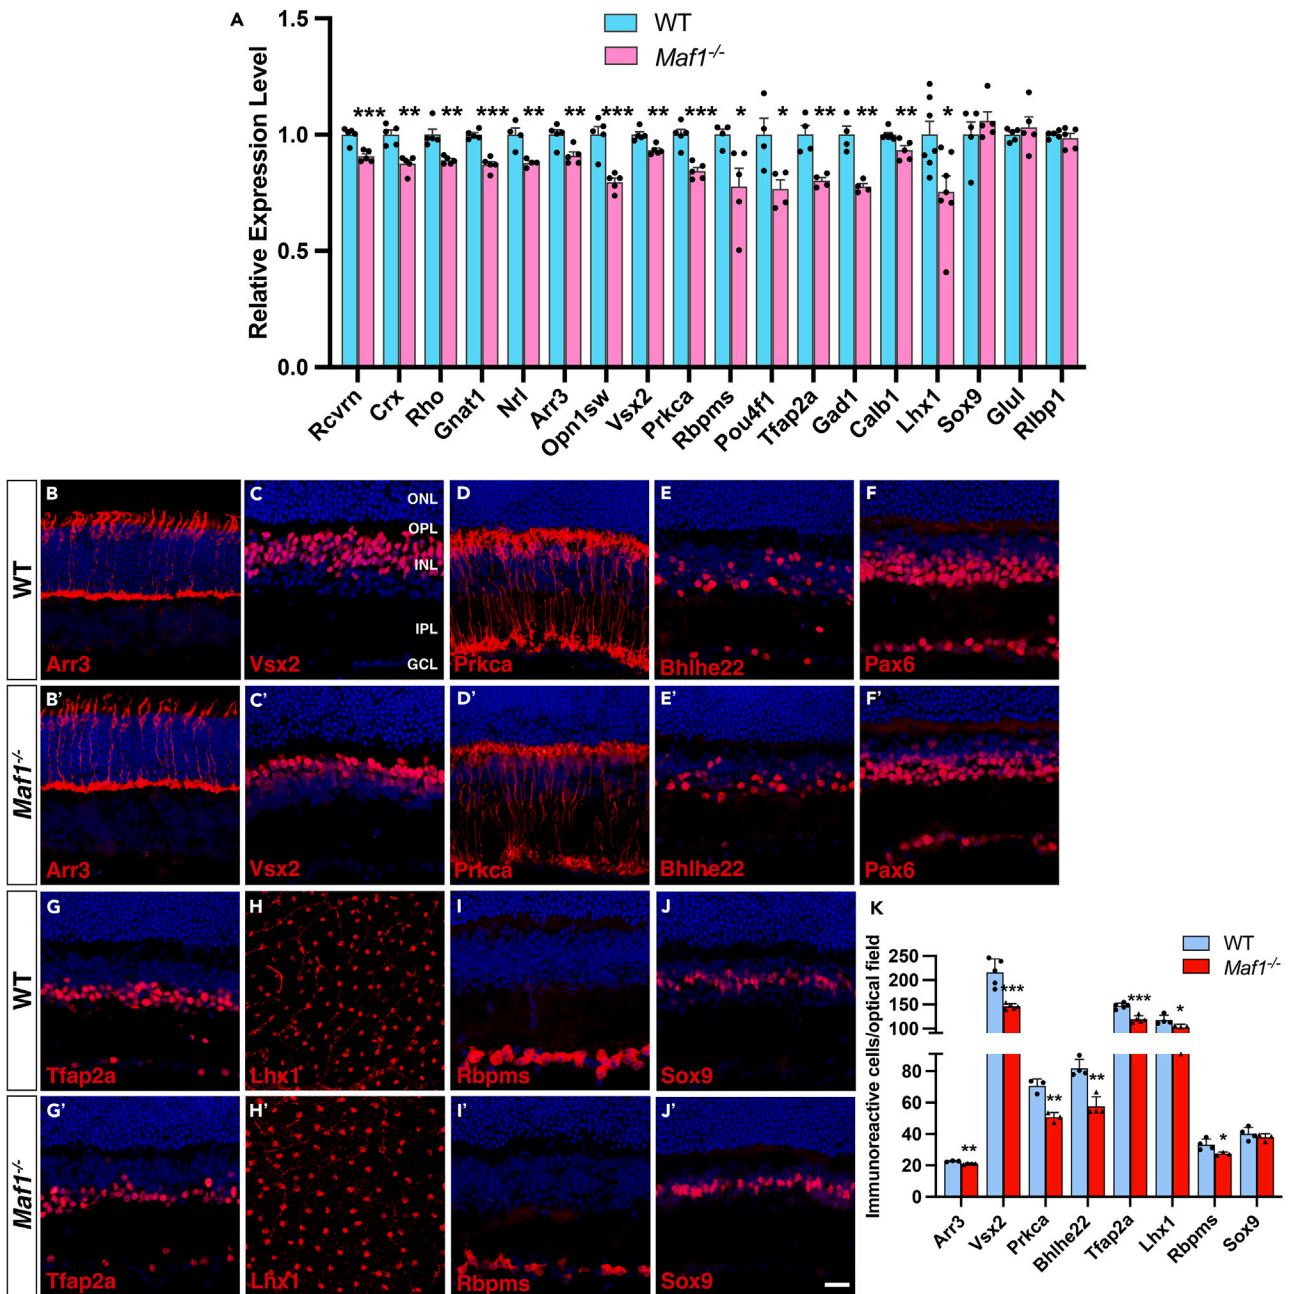 A
1.5
1.0
0.5
0.0
Relative Expression Level
WT
Maf1-/-
*** ** ** *** ** ** *** ** *** * * ** ** ** *
Rcvrn Crx Rho Gnat1 Nrl Arr3 Opn1sw Vsx2 Prkca Rbpms Pou4f1 Tfap2a Gad1 Calb1 Lhx1 Sox9 Glul Rlbp1
WT
B
Arr3
C
ONL
OPL
INL
IPL
GCL
Vsx2
D
Prkca
E
Bhlhe22
F
Pax6
Maf1-/-
B'
Arr3
C'
Vsx2
D'
Prkca
E'
Bhlhe22
F'
Pax6
WT
G
Tfap2a
H
Lhx1
I
Rbpms
J
Sox9
Maf1-/-
G'
Tfap2a
H'
Lhx1
I'
Rbpms
J'
Sox9
K
WT
Maf1-/-
Immunoreactive cells/optical field
250
200
150
100
80
60
40
20
0
** *** ** ** *** * *
Arr3 Vsx2 Prkca Bhlhe22 Tfap2a Lhx1 Rbpms Sox9